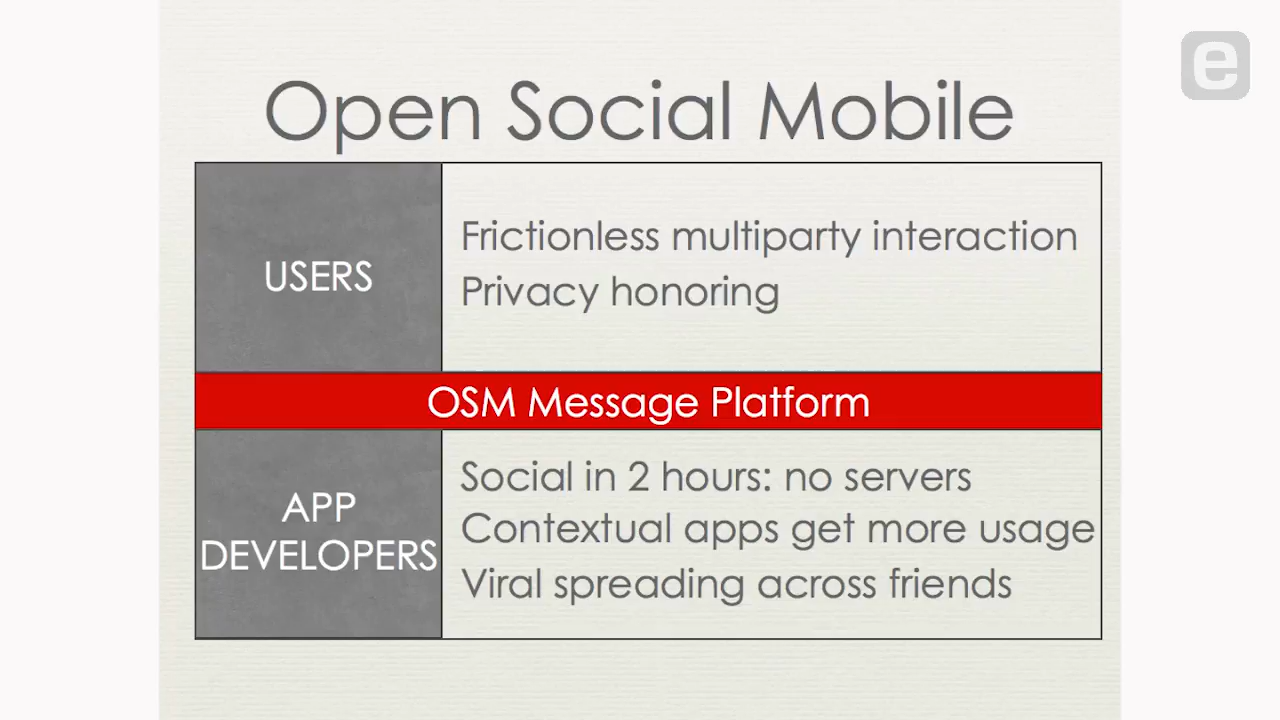 e
Open Social Mobile
USERS
Frictionless multiparty interaction
Privacy honoring
OSM Message Platform
APP
DEVELOPERS
Social in 2 hours: no servers
Contextual apps get more usage
Viral spreading across friends